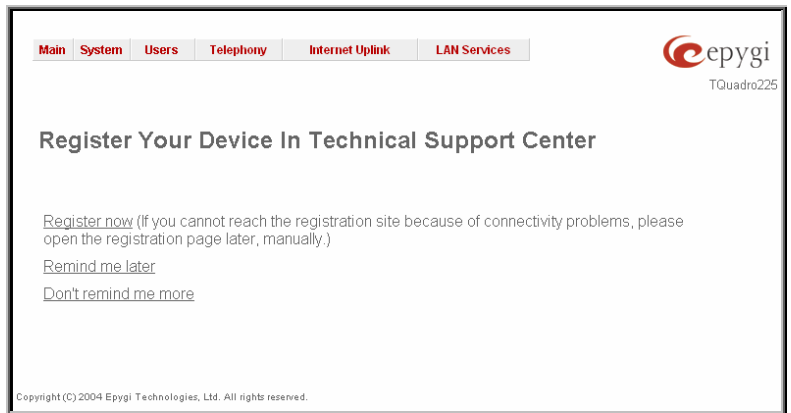 Main System Users Telephony Internet Uplink LAN Services
epygi
TQuadro225
Register Your Device In Technical Support Center
Register now (If you cannot reach the registration site because of connectivity problems, please
open the registration page later, manually.)
Remind me later
Don't remind me more
Copyright (C) 2004 Epygi Technologies, Ltd. All rights reserved.